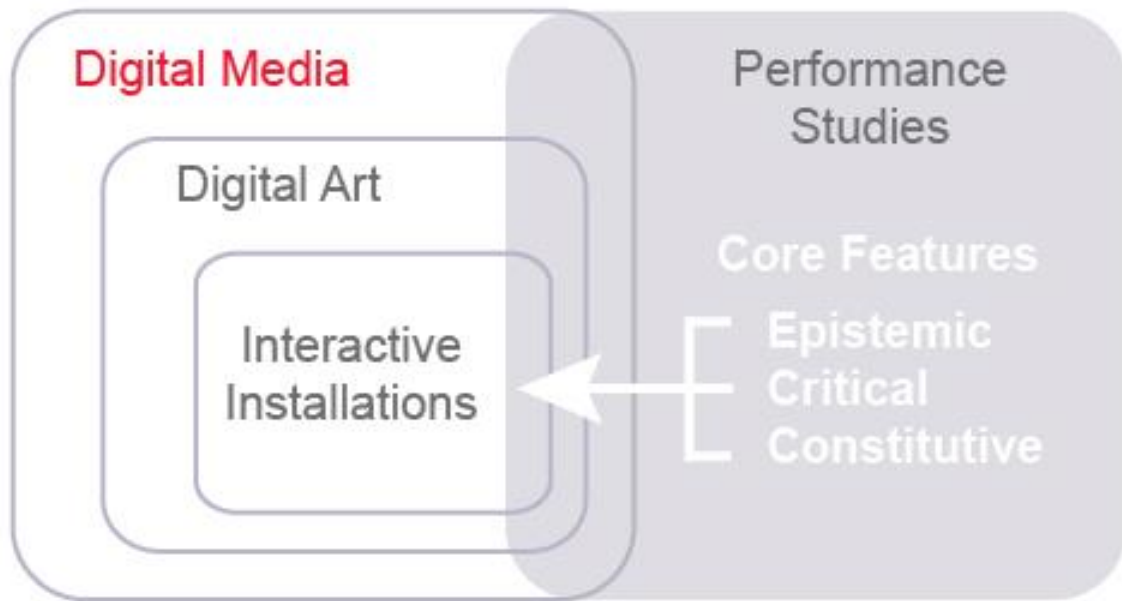 Digital Media
Digital Art
Interactive
Installations
Performance
Studies
Core Features
Epistemic
Critical
Constitutive